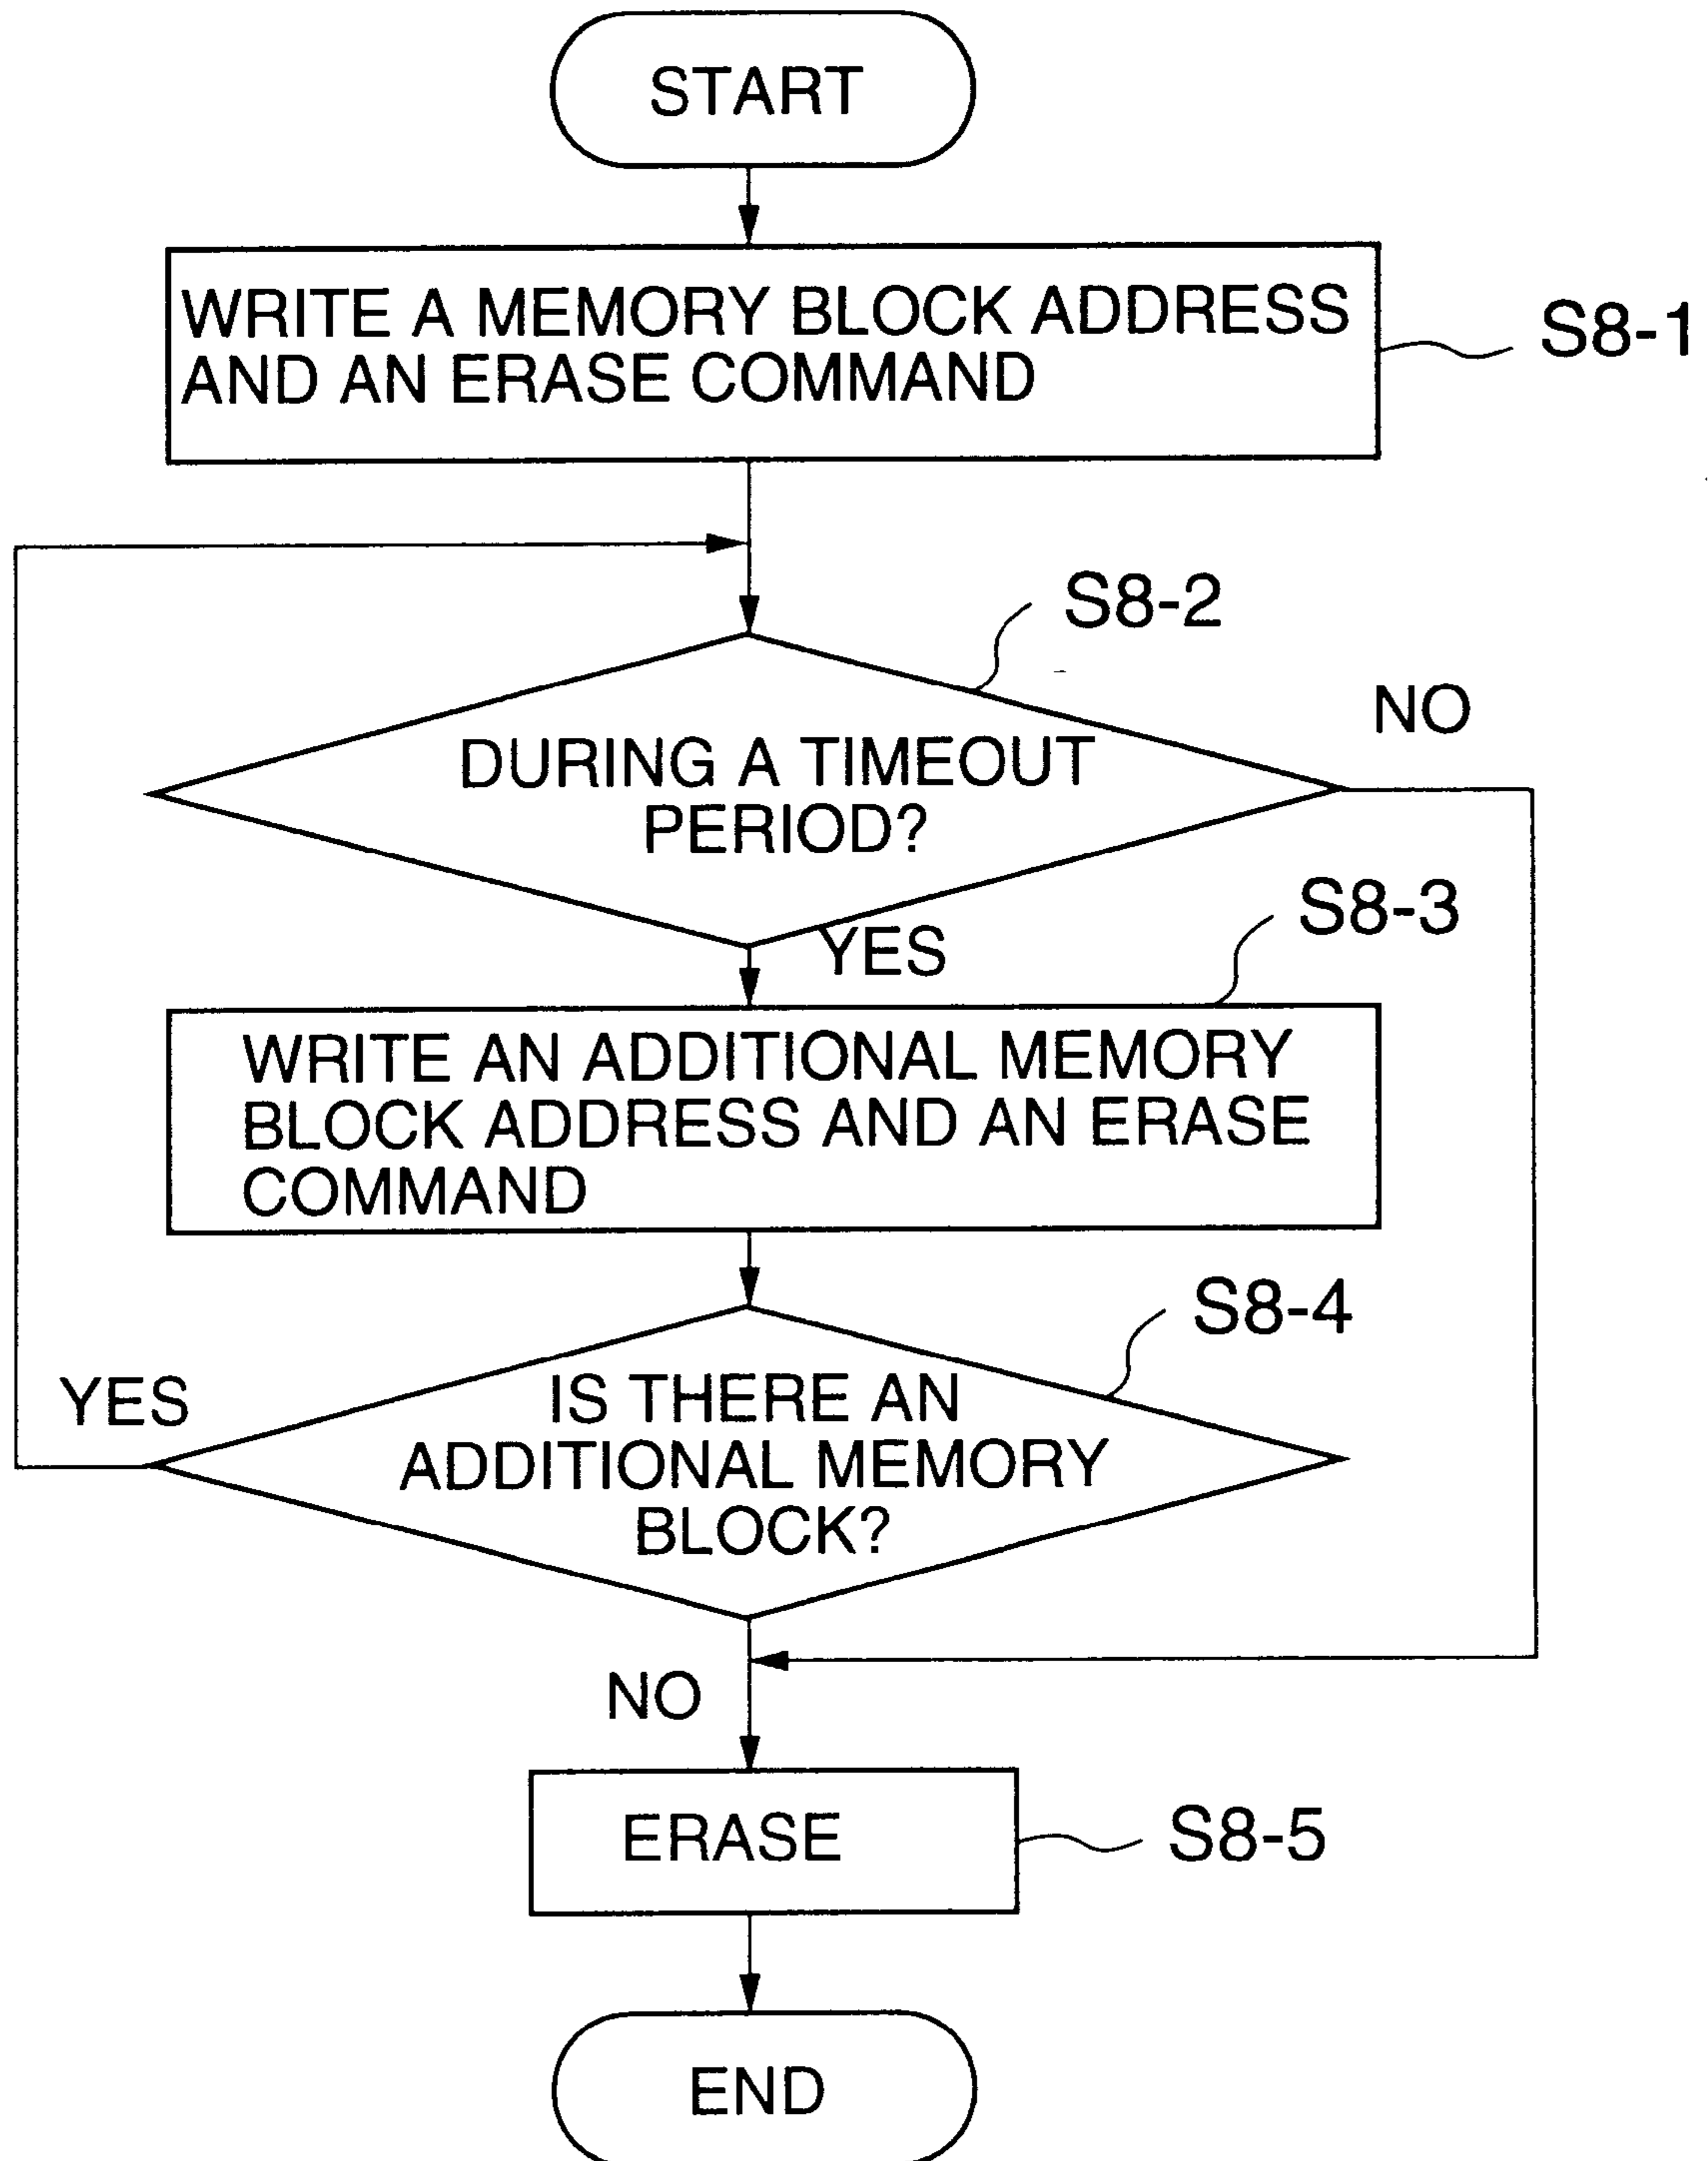 START
WRITE A MEMORY BLOCK ADDRESS
AND AN ERASE COMMAND
S8-1
S8-2
NO
DURING A TIMEOUT
PERIOD?
YES
S8-3
WRITE AN ADDITIONAL MEMORY
BLOCK ADDRESS AND AN ERASE
COMMAND
S8-4
YES
IS THERE AN
ADDITIONAL MEMORY
BLOCK?
NO
ERASE
S8-5
END